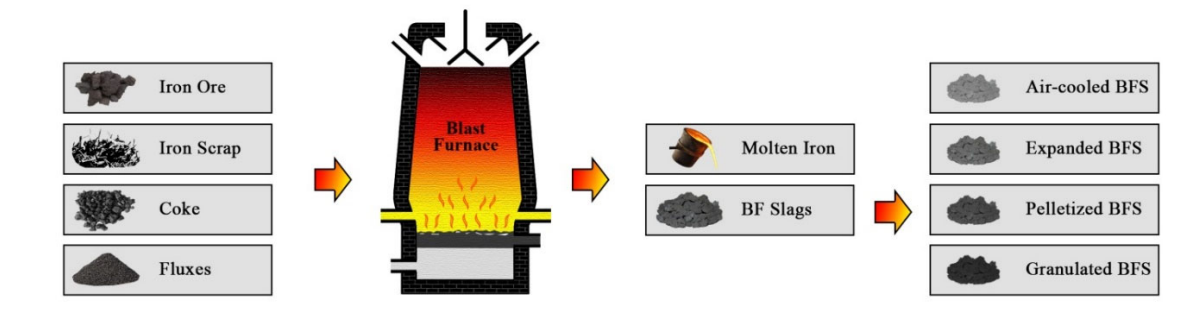 Iron Ore
Iron Scrap
Coke
Fluxes
Blast
Furnace
Molten Iron
BF Slags
Air-cooled BFS
Expanded BFS
Pelletized BFS
Granulated BFS